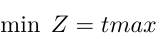 min Z = tmax